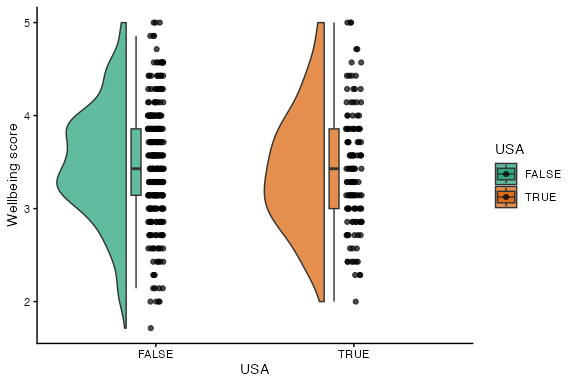 5
4
3
2
Wellbeing score
FALSE
TRUE
USA
USA
FALSE
TRUE